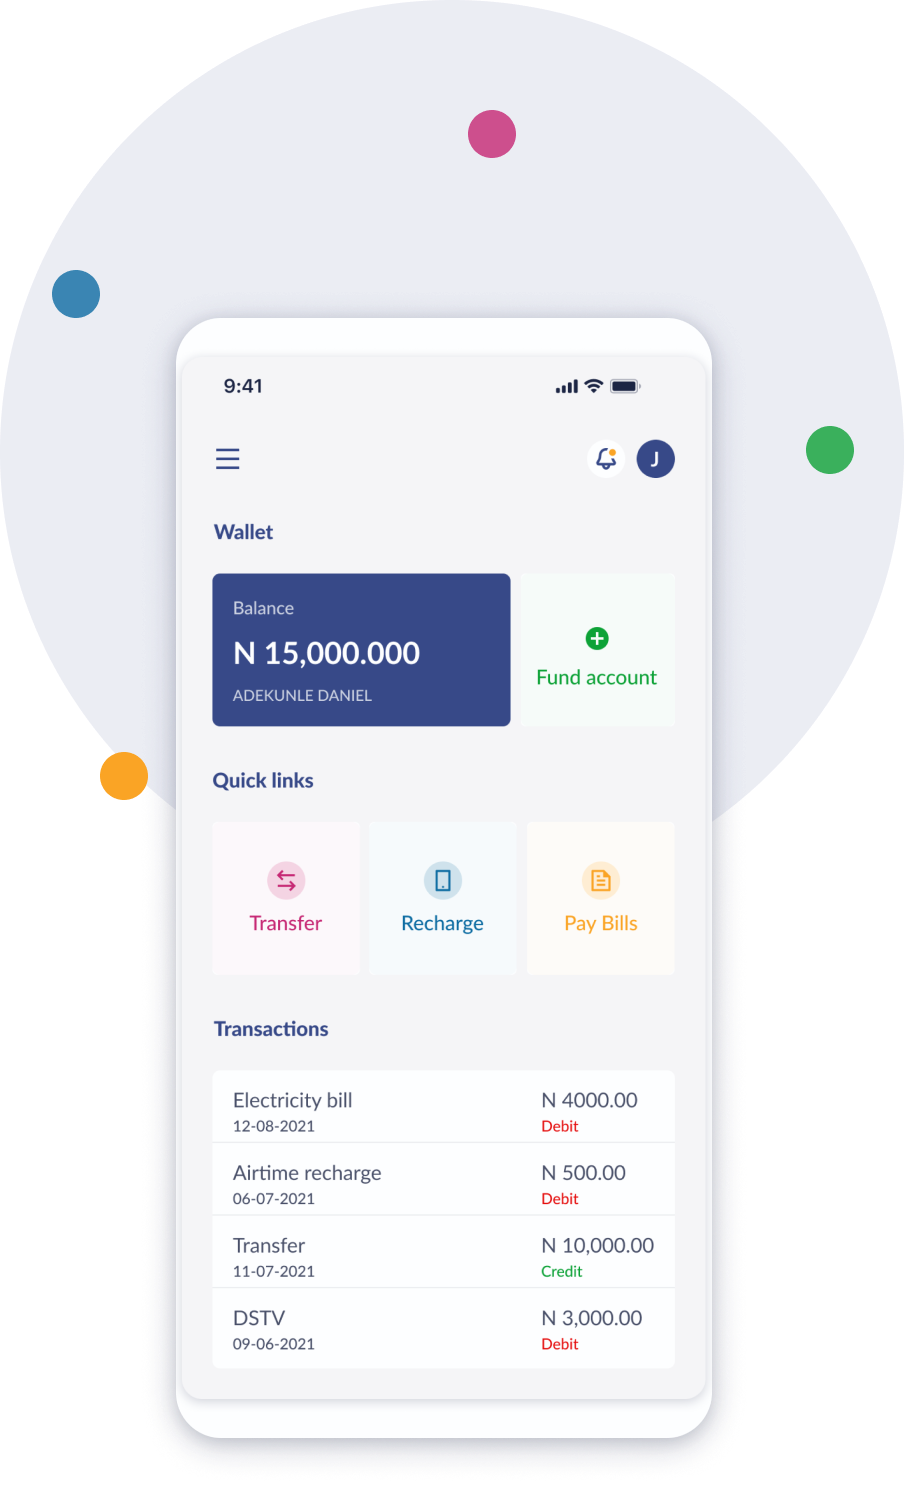 9:41
J
Wallet
Balance
N 15,000.000
ADEKUNLE DANIEL
Fund account
Quick links
Transfer
Recharge
Pay Bills
Transactions
Electricity bill N 4000.00
12-08-2021 Debit
Airtime recharge N 500.00
06-07-2021 Debit
Transfer N 10,000.00
11-07-2021 Credit
DSTV N 3,000.00
09-06-2021 Debit